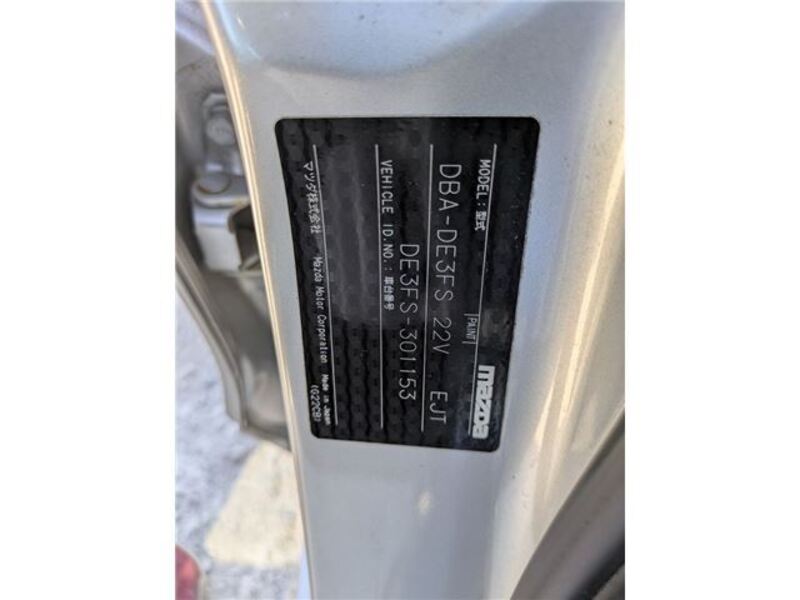 mazda
MODEL:型式 |PAINT|
DBA-DE3FS 22V EJT
VEHICLE ID.NO.:車台番号
DE3FS-301153
マツダ株式会社 Mazda Motor Corporation Made in Japan
(G22CB)